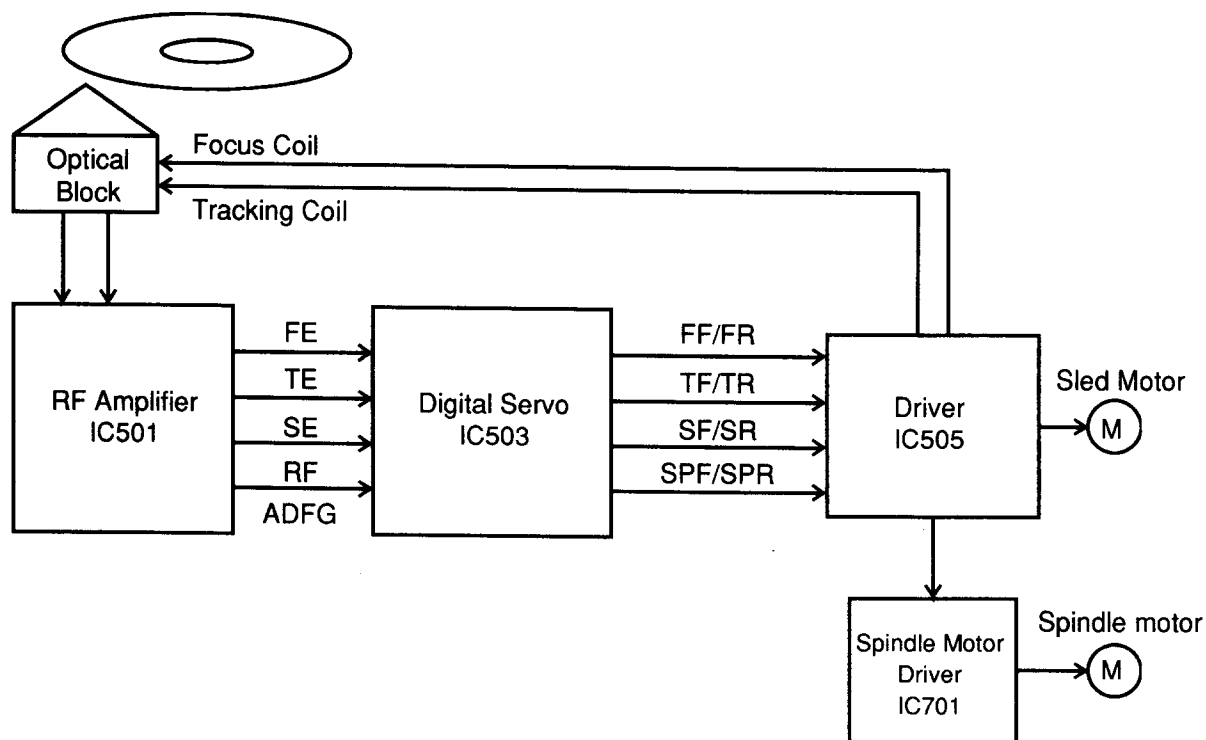 Focus Coil
Optical
Block
Tracking Coil
RF Amplifier
IC501
FE
TE
SE
RF
ADFG
Digital Servo
IC503
FF/FR
TF/TR
SF/SR
SPF/SPR
Driver
IC505
Sled Motor
M
Spindle Motor
Driver
IC701
Spindle motor
M